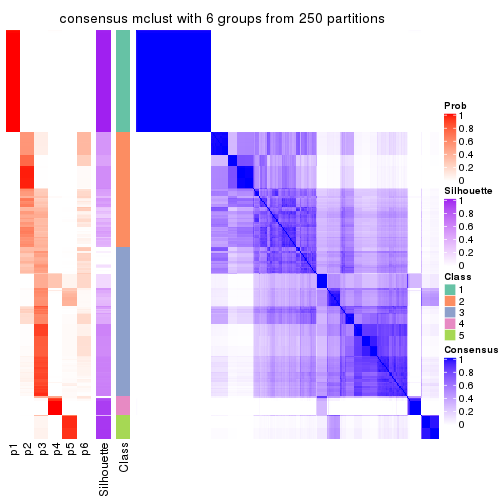 consensus mclust with 6 groups from 250 partitions
Prob
1
0.8
0.6
0.4
0.2
0
Silhouette
1
0.8
0.6
0.4
0.2
0
Class
1
2
3
4
5
Consensus
1
0.8
0.6
0.4
0.2
0
p1
p2
p3
p4
p5
p6
Silhouette
Class